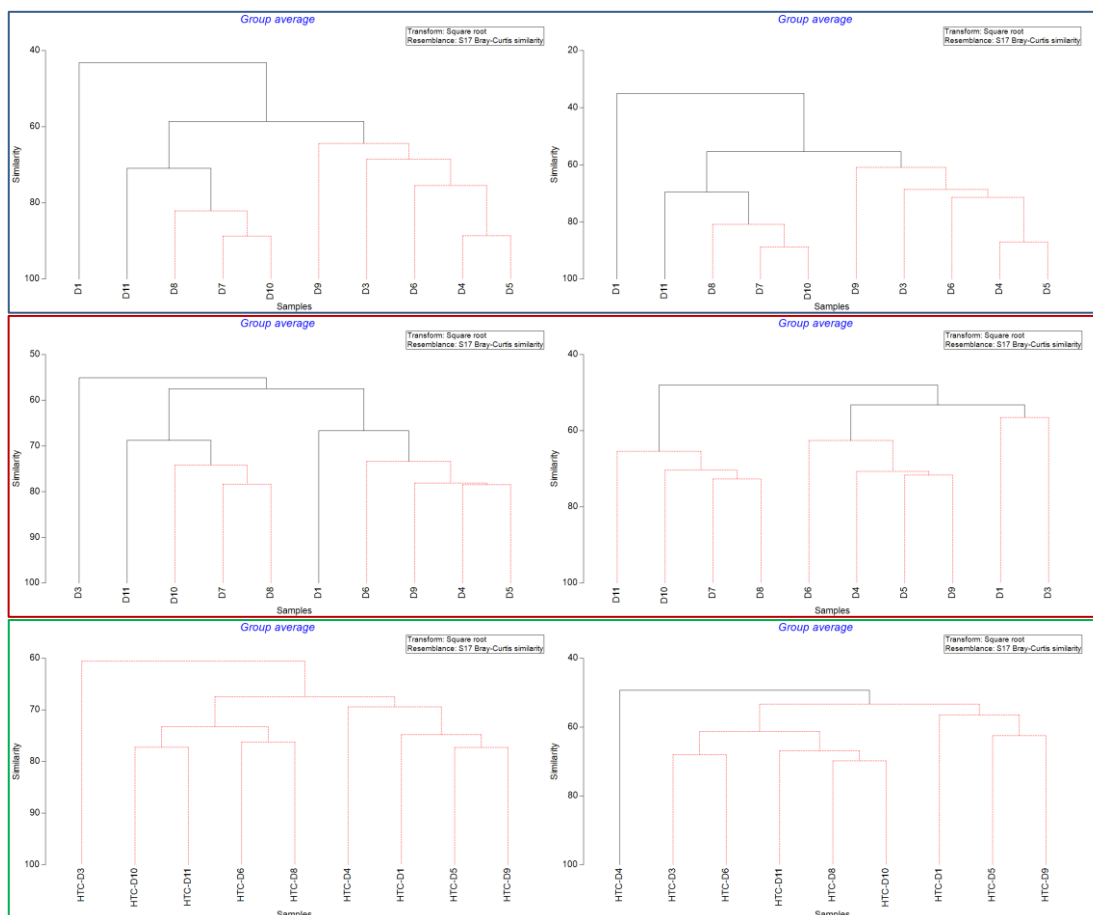 Group average
Transform: Square root
Resemblance: S17 Bray-Curtis similarity
40
60
80
100
Similarity
D1
D11
D8
D7
D10
D9
D3
D6
D4
D5
Samples
Group average
Transform: Square root
Resemblance: S17 Bray-Curtis similarity
20
40
60
80
100
Similarity
D1
D11
D8
D7
D10
D9
D3
D6
D4
D5
Samples
Group average
Transform: Square root
Resemblance: S17 Bray-Curtis similarity
50
60
70
80
90
100
Similarity
D3
D11
D10
D7
D8
D1
D6
D9
D4
D5
Samples
Group average
Transform: Square root
Resemblance: S17 Bray-Curtis similarity
40
60
80
100
Similarity
D11
D10
D7
D8
D6
D4
D5
D9
D1
D3
Samples
Group average
Transform: Square root
Resemblance: S17 Bray-Curtis similarity
60
70
80
90
100
Similarity
HTC-D3
HTC-D10
HTC-D11
HTC-D6
HTC-D8
HTC-D4
HTC-D1
HTC-D5
HTC-D9
Samples
Group average
Transform: Square root
Resemblance: S17 Bray-Curtis similarity
40
60
80
100
Similarity
HTC-D4
HTC-D3
HTC-D6
HTC-D11
HTC-D8
HTC-D10
HTC-D1
HTC-D5
HTC-D9
Samples